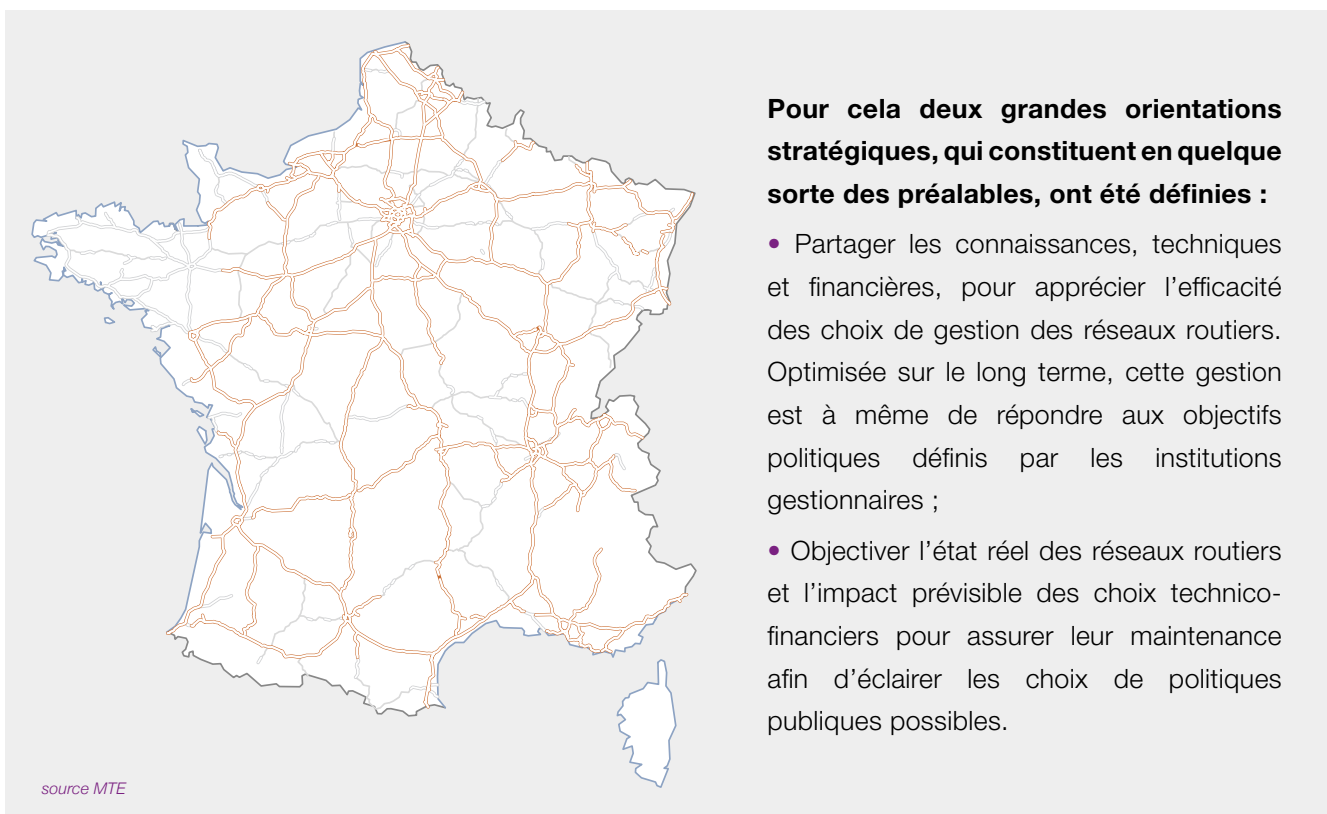 Pour cela deux grandes orientations
stratégiques, qui constituent en quelque
sorte des préalables, ont été définies :
• Partager les connaissances, techniques
et financières, pour apprécier l’efficacité
des choix de gestion des réseaux routiers.
Optimisée sur le long terme, cette gestion
est à même de répondre aux objectifs
politiques définis par les institutions
gestionnaires ;
• Objectiver l’état réel des réseaux routiers
et l’impact prévisible des choix technico-
financiers pour assurer leur maintenance
afin d’éclairer les choix de politiques
publiques possibles.
source MTE